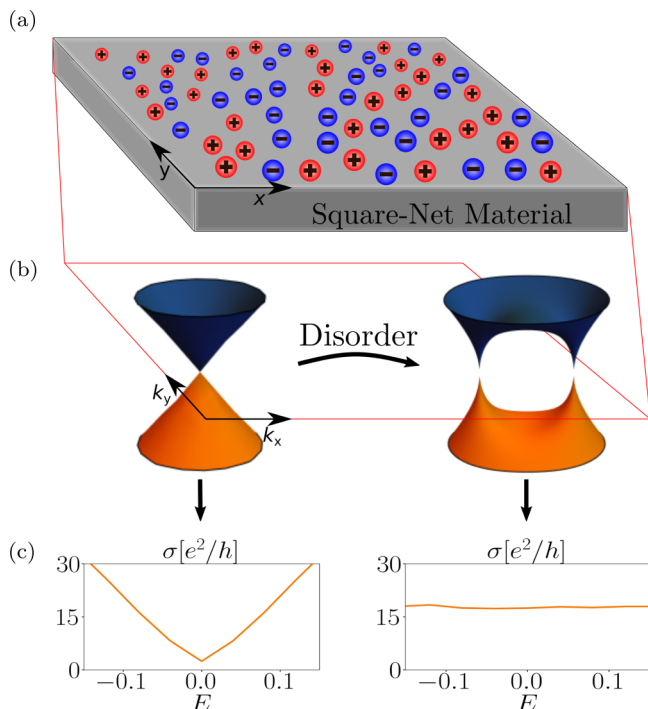 (a)
y
x
Square-Net Material
(b)
Disorder
k_y
k_x
(c)
σ[e²/h]
σ[e²/h]
30
15
0
−0.1
0.0
0.1
E
30
15
0
−0.1
0.0
0.1
E